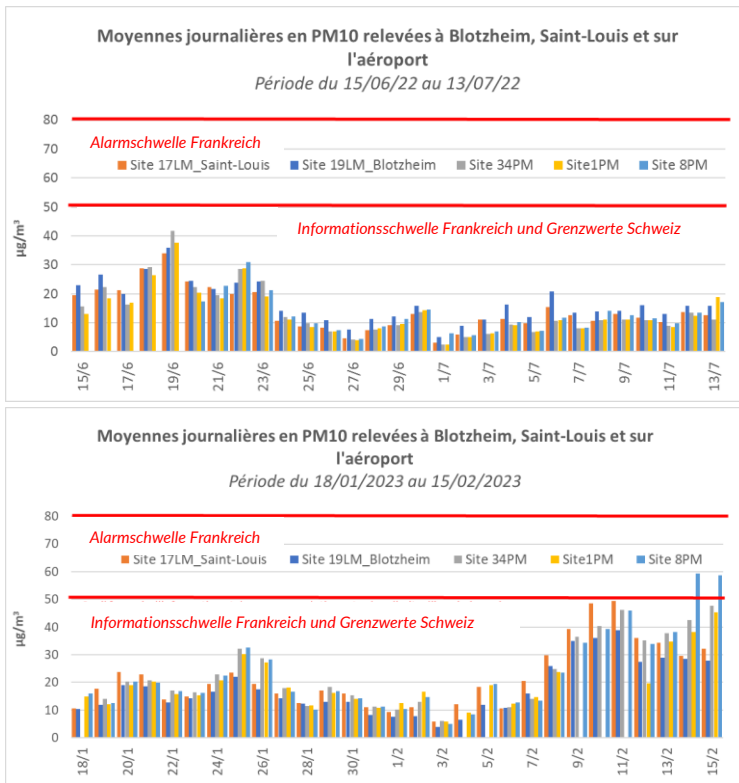 Moyennes journalières en PM10 relevées à Blotzheim, Saint-Louis et sur
l'aéroport
Période du 15/06/22 au 13/07/22
80
Alarmschwelle Frankreich
70
Site 17LM_Saint-Louis Site 19LM_Blotzheim Site 34PM Site1PM Site 8PM
60
50
Informationsschwelle Frankreich und Grenzwerte Schweiz
40
30
20
10
0
µg/m³
15/6 17/6 19/6 21/6 23/6 25/6 27/6 29/6 1/7 3/7 5/7 7/7 9/7 11/7 13/7
Moyennes journalières en PM10 relevées à Blotzheim, Saint-Louis et sur
l'aéroport
Période du 18/01/2023 au 15/02/2023
80
Alarmschwelle Frankreich
70
Site 17LM_Saint-Louis Site 19LM_Blotzheim Site 34PM Site1PM Site 8PM
60
50
Informationsschwelle Frankreich und Grenzwerte Schweiz
40
30
20
10
0
µg/m³
18/1 20/1 22/1 24/1 26/1 28/1 30/1 1/2 3/2 5/2 7/2 9/2 11/2 13/2 15/2